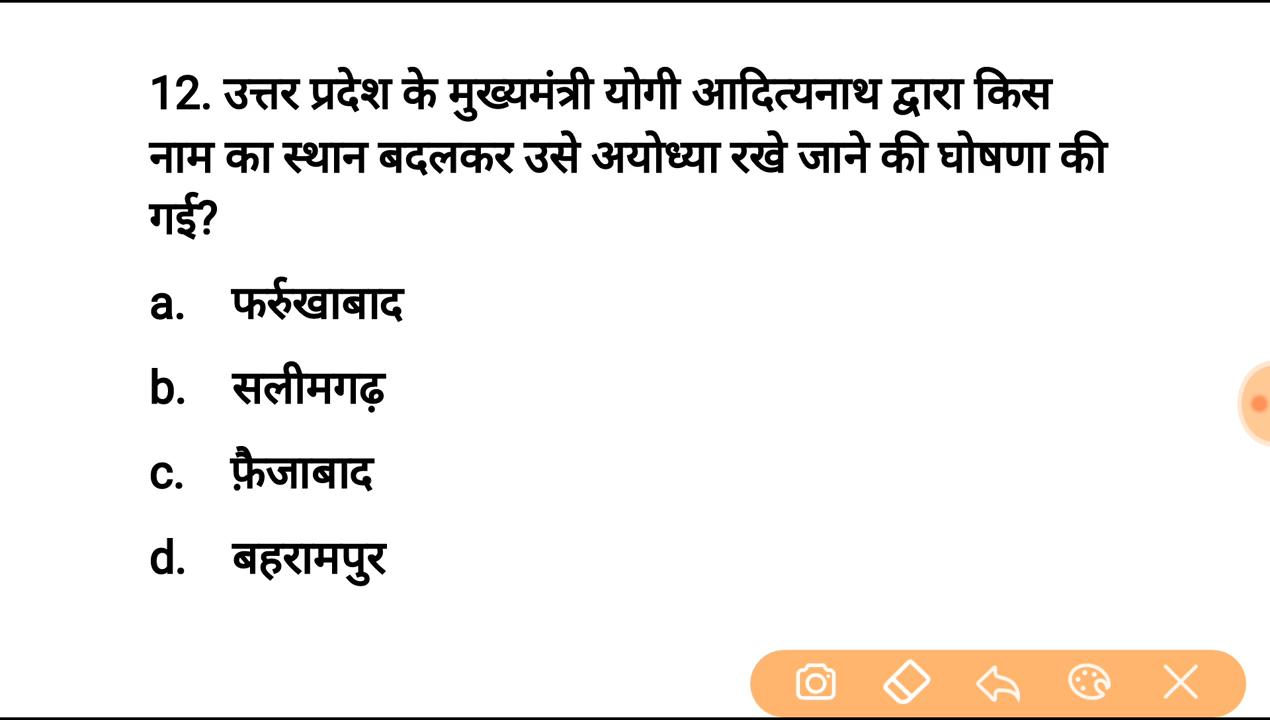 12. उत्तर प्रदेश के मुख्यमंत्री योगी आदित्यनाथ द्वारा किस
नाम का स्थान बदलकर उसे अयोध्या रखे जाने की घोषणा की
गई?
a. फर्रुखाबाद
b. सलीमगढ़
c. फ़ैजाबाद
d. बहरामपुर